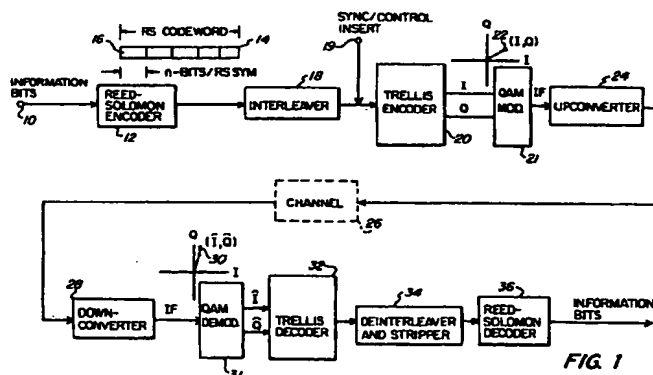 RS CODEWORD
16
14
n-BITS/RS SYM
SYNC/CONTROL
INSERT
19
Q
22
(I,Q)
I
INFORMATION
BITS
10
REED-
SOLOMON
ENCODER
12
18
INTERLEAVER
TRELLIS
ENCODER
20
I
Q
QAM
MOD.
21
IF
24
UPCONVERTER
CHANNEL
26
28
DOWN-
CONVERTER
IF
Q
30
(Î,Q̂)
I
QAM
DEMOD.
31
Î
Q̂
32
TRELLIS
DECODER
34
DEINTERLEAVER
AND STRIPPER
36
REED-
SOLOMON
DECODER
INFORMATION
BITS
FIG. 1